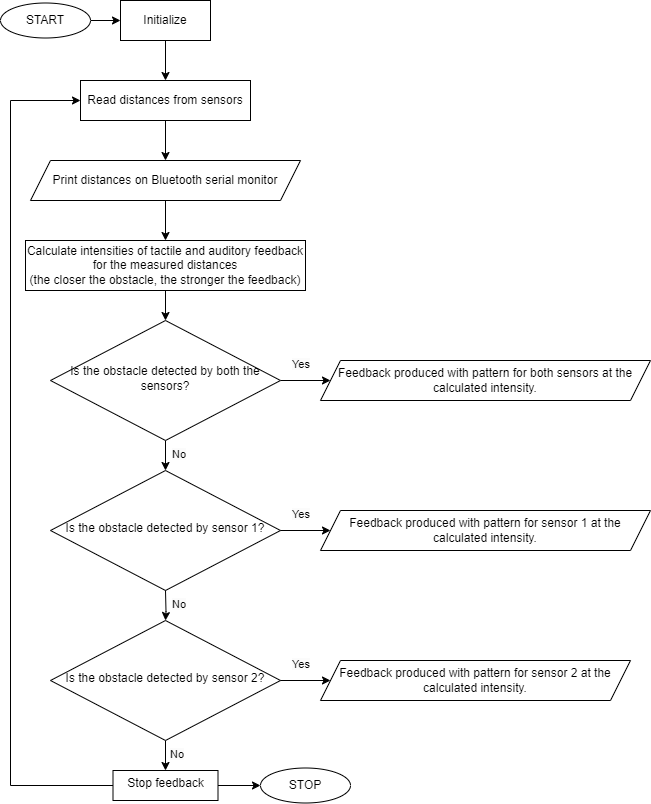 START
Initialize
Read distances from sensors
Print distances on Bluetooth serial monitor
Calculate intensities of tactile and auditory feedback
for the measured distances
(the closer the obstacle, the stronger the feedback)
Is the obstacle detected by both the
sensors?
Yes
Feedback produced with pattern for both sensors at the
calculated intensity.
No
Is the obstacle detected by sensor 1?
Yes
Feedback produced with pattern for sensor 1 at the
calculated intensity.
No
Is the obstacle detected by sensor 2?
Yes
Feedback produced with pattern for sensor 2 at the
calculated intensity.
No
Stop feedback
STOP